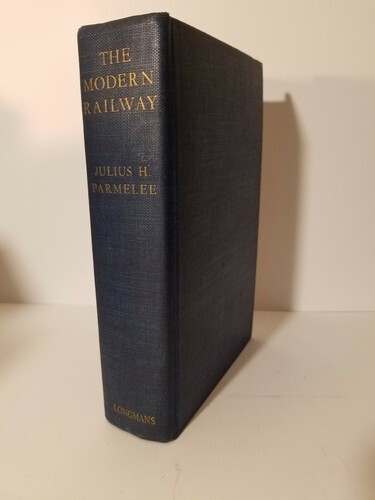 THE
MODERN
RAILWAY
JULIUS H.
PARMELEE
LONGMANS